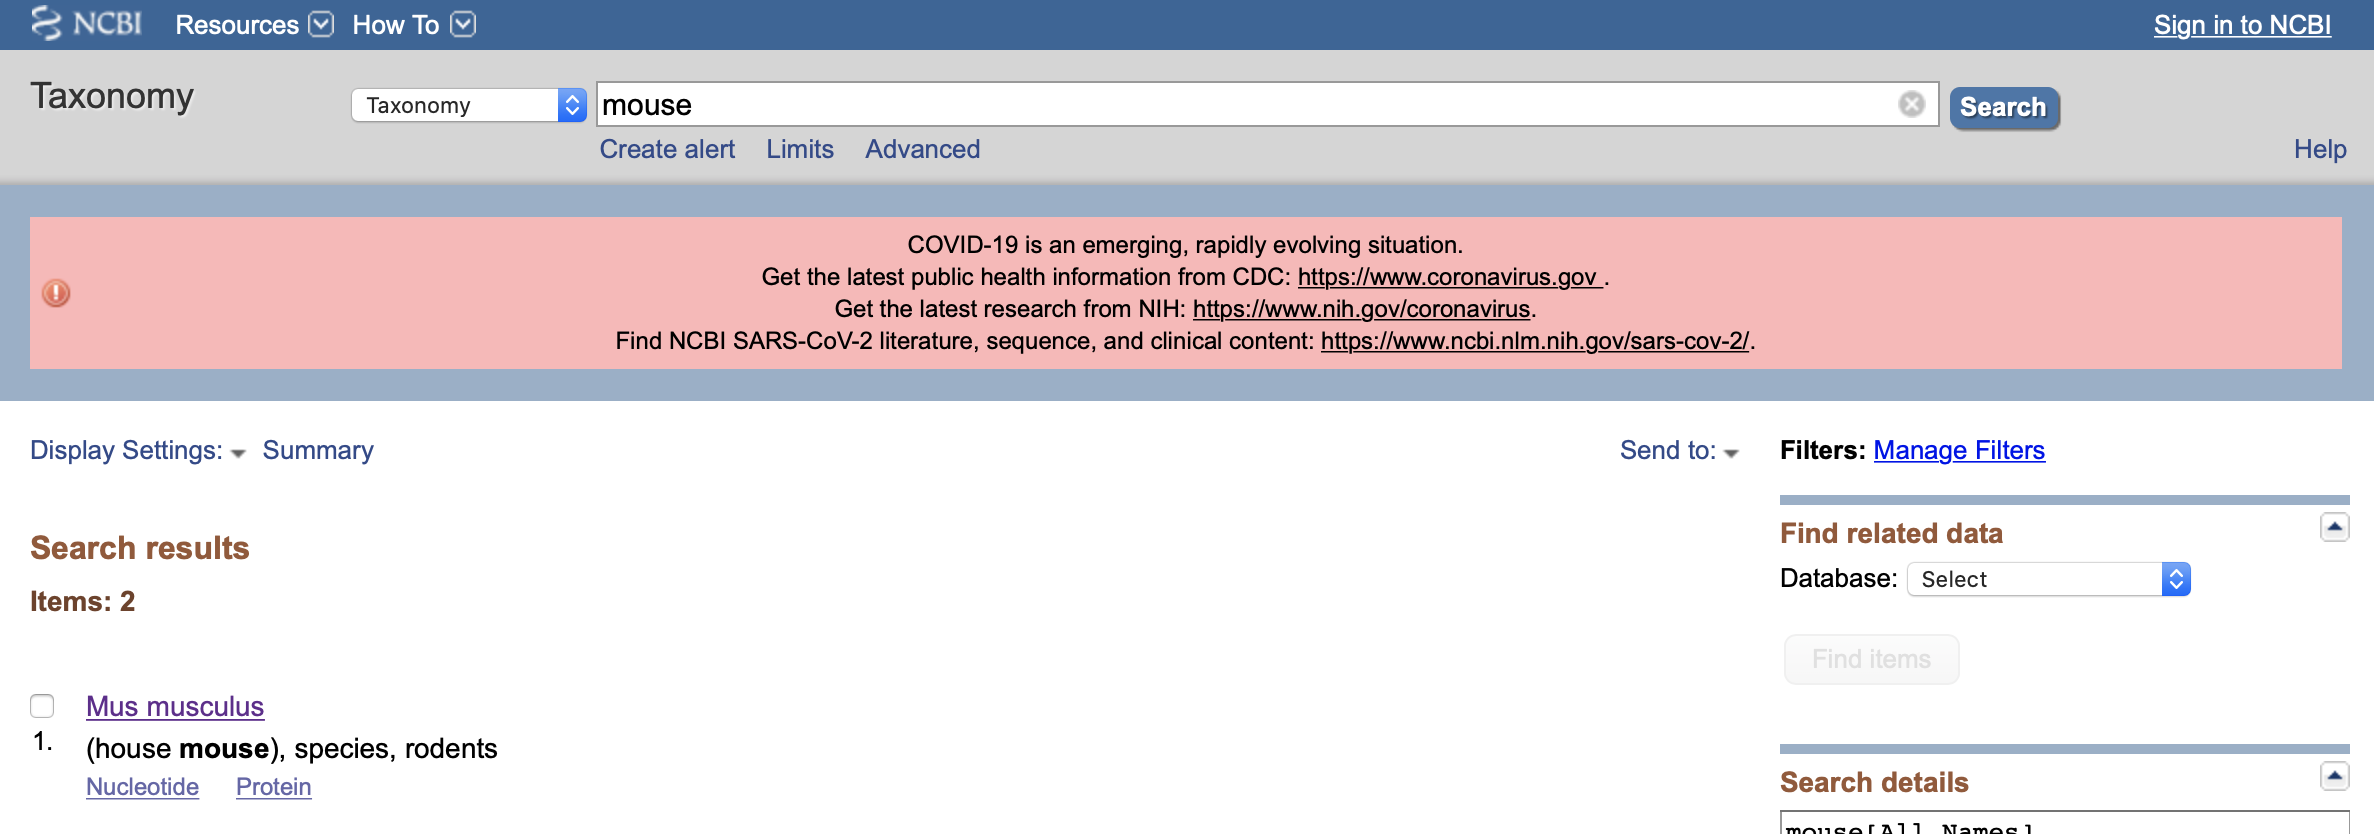 NCBI Resources How To Sign in to NCBI
Taxonomy Taxonomy mouse Search
Create alert Limits Advanced Help
COVID-19 is an emerging, rapidly evolving situation.
Get the latest public health information from CDC: https://www.coronavirus.gov .
Get the latest research from NIH: https://www.nih.gov/coronavirus.
Find NCBI SARS-CoV-2 literature, sequence, and clinical content: https://www.ncbi.nlm.nih.gov/sars-cov-2/.
Display Settings: Summary Send to:
Search results
Items: 2
Mus musculus
1. (house mouse), species, rodents
Nucleotide Protein
Filters: Manage Filters
Find related data
Database: Select
Find items
Search details
mouse[All Names]